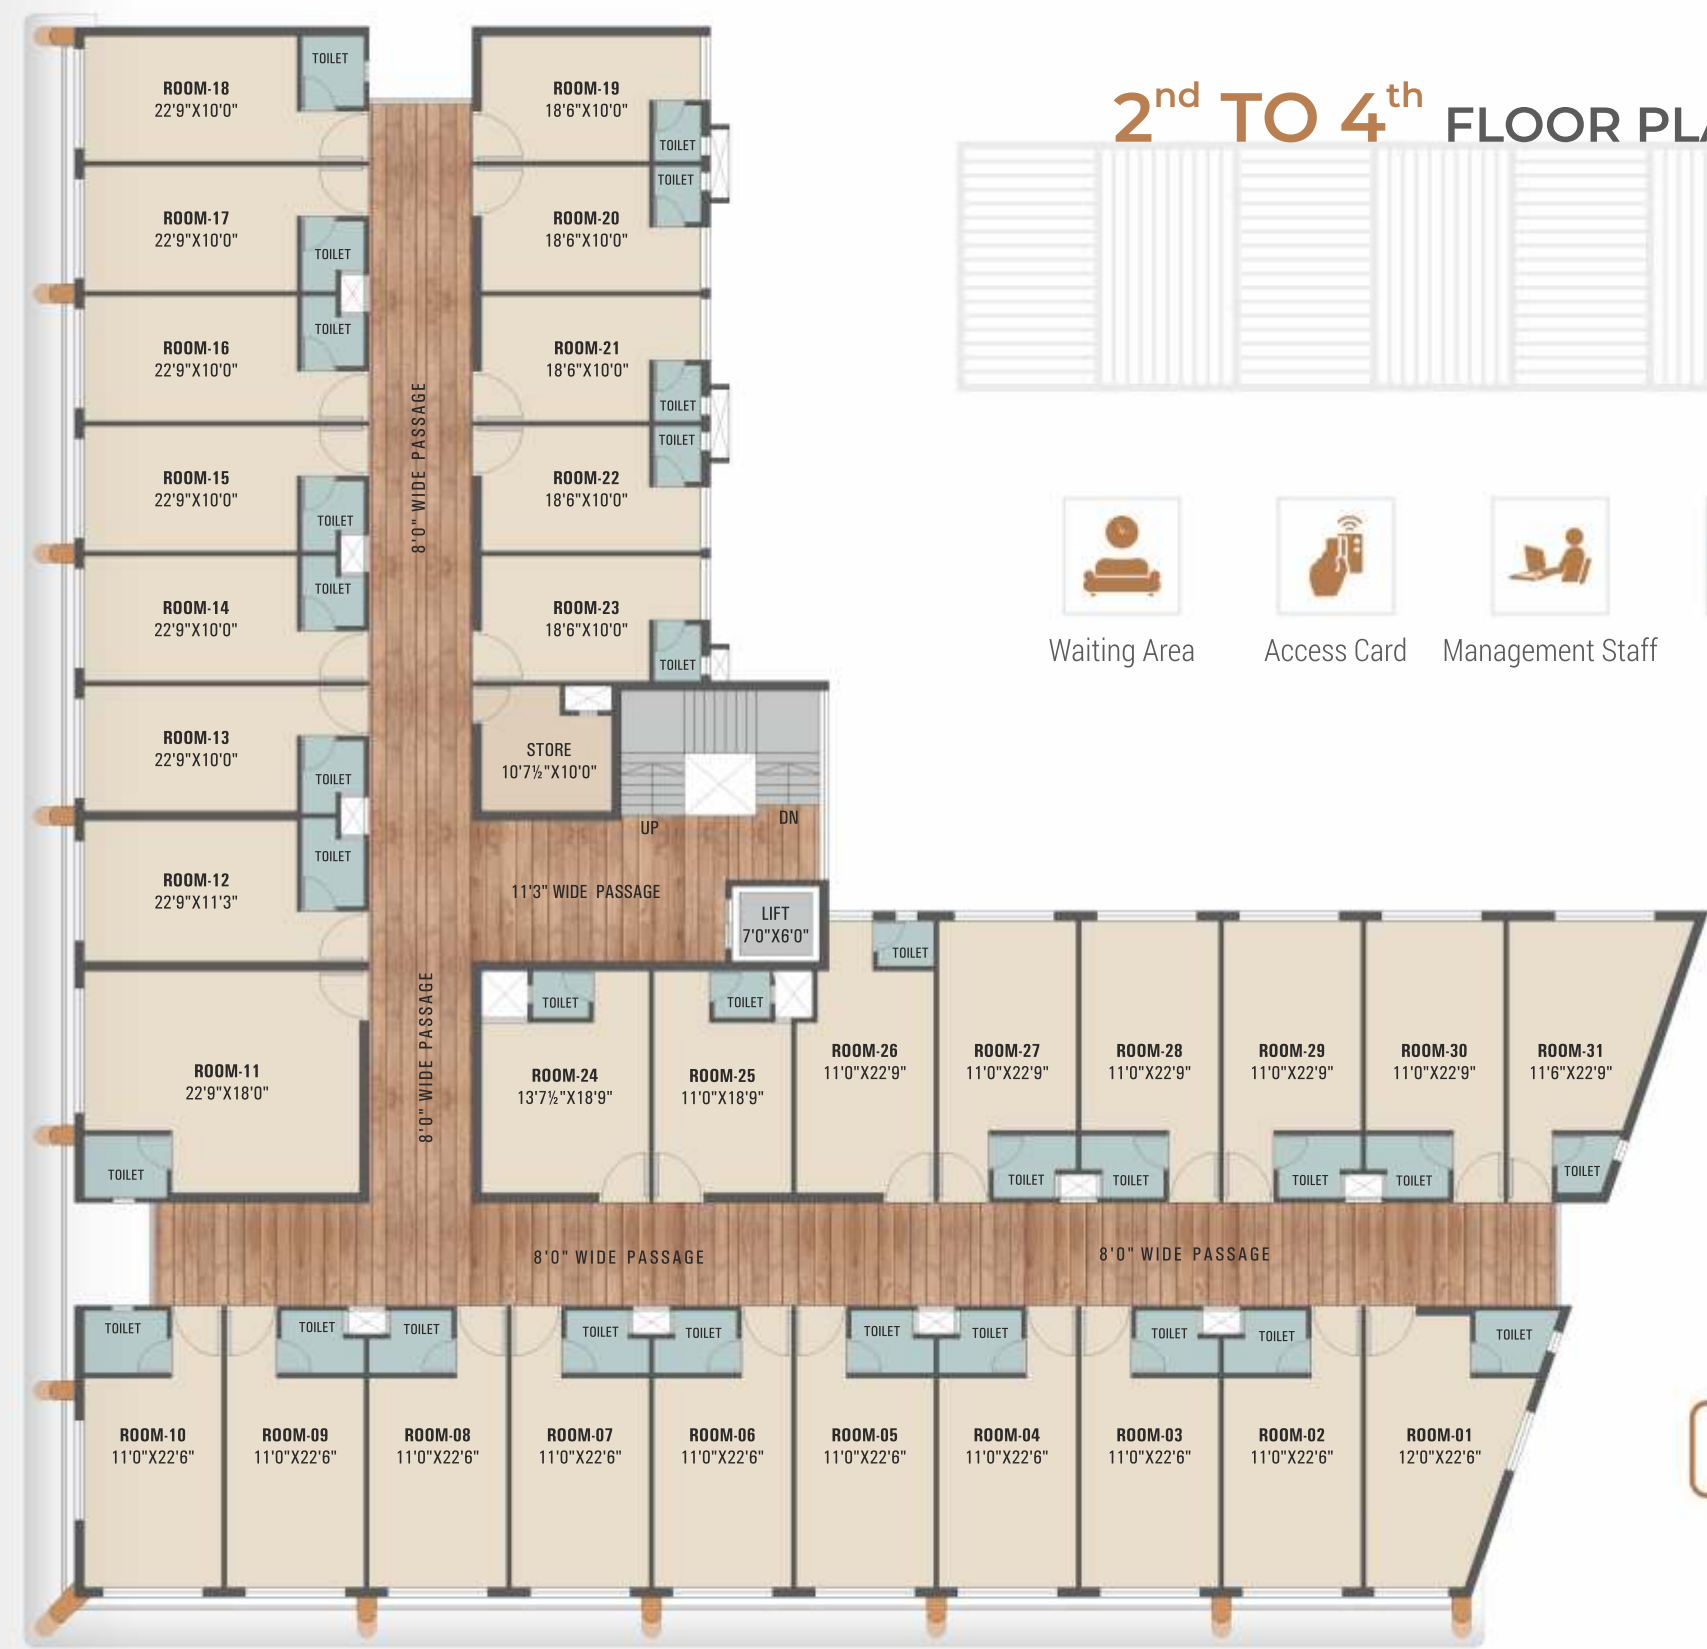 2nd TO 4th FLOOR PLA
Waiting Area
Access Card
Management Staff
TOILET
ROOM-18
22'9"X10'0"
ROOM-19
18'6"X10'0"
TOILET
TOILET
ROOM-17
22'9"X10'0"
TOILET
ROOM-20
18'6"X10'0"
TOILET
ROOM-16
22'9"X10'0"
ROOM-21
18'6"X10'0"
TOILET
TOILET
8'0" WIDE PASSAGE
ROOM-15
22'9"X10'0"
TOILET
ROOM-22
18'6"X10'0"
TOILET
ROOM-14
22'9"X10'0"
ROOM-23
18'6"X10'0"
TOILET
ROOM-13
22'9"X10'0"
TOILET
STORE
10'7½"X10'0"
UP
DN
TOILET
ROOM-12
22'9"X11'3"
11'3" WIDE PASSAGE
LIFT
7'0"X6'0"
8'0" WIDE PASSAGE
ROOM-11
22'9"X18'0"
TOILET
TOILET
ROOM-24
13'7½"X18'9"
TOILET
ROOM-25
11'0"X18'9"
TOILET
ROOM-26
11'0"X22'9"
ROOM-27
11'0"X22'9"
ROOM-28
11'0"X22'9"
ROOM-29
11'0"X22'9"
ROOM-30
11'0"X22'9"
ROOM-31
11'6"X22'9"
TOILET
TOILET
TOILET
TOILET
TOILET
8'0" WIDE PASSAGE
8'0" WIDE PASSAGE
TOILET
TOILET
TOILET
TOILET
TOILET
TOILET
TOILET
TOILET
TOILET
TOILET
ROOM-10
11'0"X22'6"
ROOM-09
11'0"X22'6"
ROOM-08
11'0"X22'6"
ROOM-07
11'0"X22'6"
ROOM-06
11'0"X22'6"
ROOM-05
11'0"X22'6"
ROOM-04
11'0"X22'6"
ROOM-03
11'0"X22'6"
ROOM-02
11'0"X22'6"
ROOM-01
12'0"X22'6"